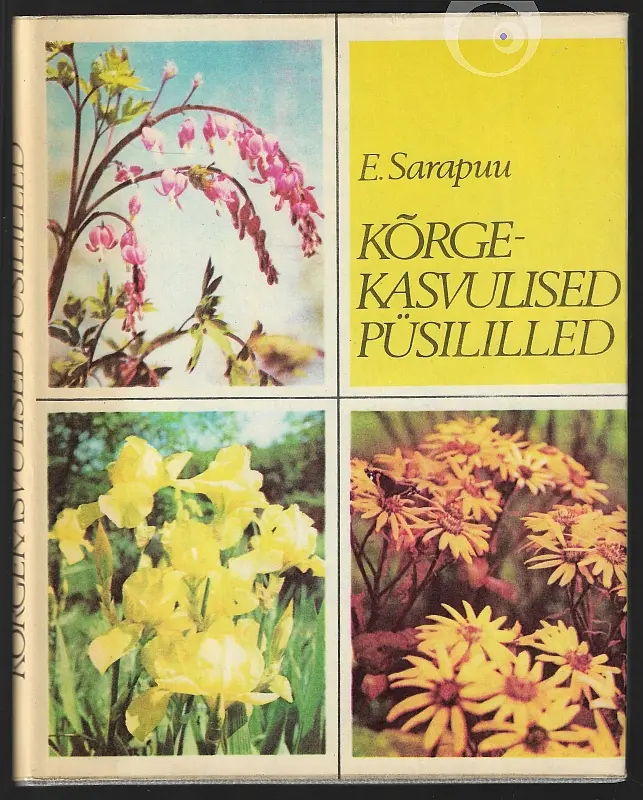 E. Sarapuu
KÕRGE-
KASVULISED
PÜSILILLED
KÕRGEKASVULISED PÜSILILLED